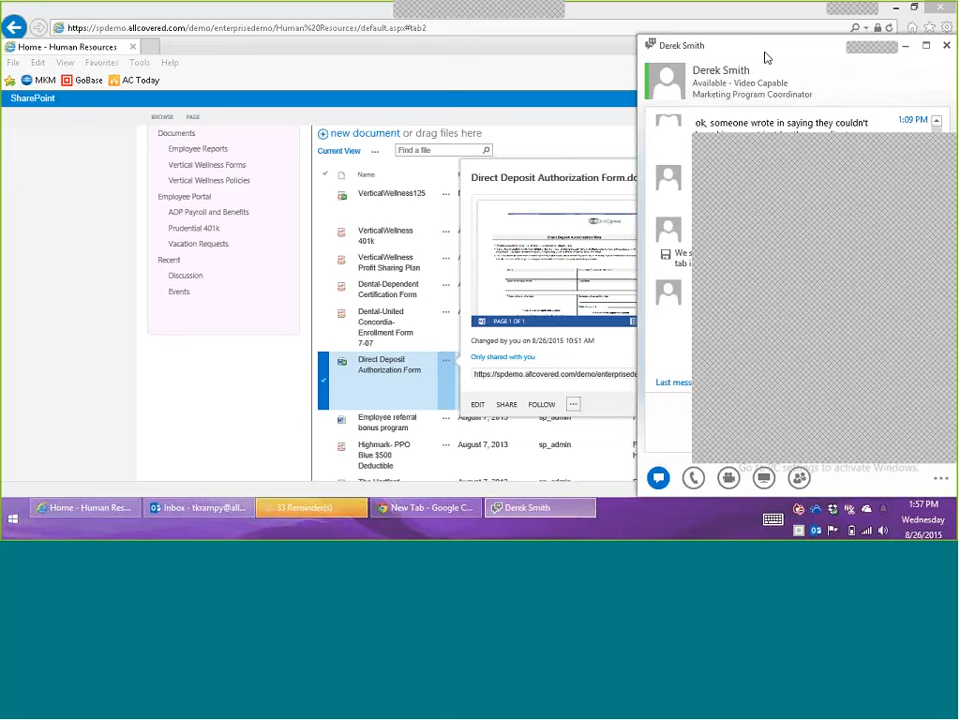 https://spdemo.allcovered.com/demo/enterprisedemo/Human%20Resources/default.aspx#tab2
Home - Human Resources
File Edit View Favorites Tools Help
MKM GoBase AC Today
SharePoint
BROWSE PAGE
Documents
Employee Reports
Vertical Wellness Forms
Vertical Wellness Policies
Employee Portal
ADP Payroll and Benefits
Prudential 401k
Vacation Requests
Recent
Discussion
Events
new document or drag files here
Current View ... Find a file
Name
VerticalWellness125 ...
VerticalWellness
401k
VerticalWellness
Profit Sharing Plan
Dental-Dependent
Certification Form
Dental-United
Concordia-
Enrollment Form
7-07
Direct Deposit
Authorization Form
...
Employee referral
bonus program
... August 7, 2013 sp_admin
Highmark- PPO
Blue $500
Deductible
... August 7, 2013 sp_admin
Direct Deposit Authorization Form.do
PAGE 1 OF 1
Changed by you on 8/26/2015 10:51 AM
Only shared with you
https://spdemo.allcovered.com/demo/enterprisede
EDIT SHARE FOLLOW ...
Derek Smith
Derek Smith
Available - Video Capable
Marketing Program Coordinator
ok, someone wrote in saying they couldn't
1:09 PM
We s
tab i
Last mess
Go to PC settings to activate Windows.
Home - Human Res...
Inbox - tkrampy@all...
33 Reminder(s)
New Tab - Google C...
Derek Smith
1:57 PM
Wednesday
8/26/2015